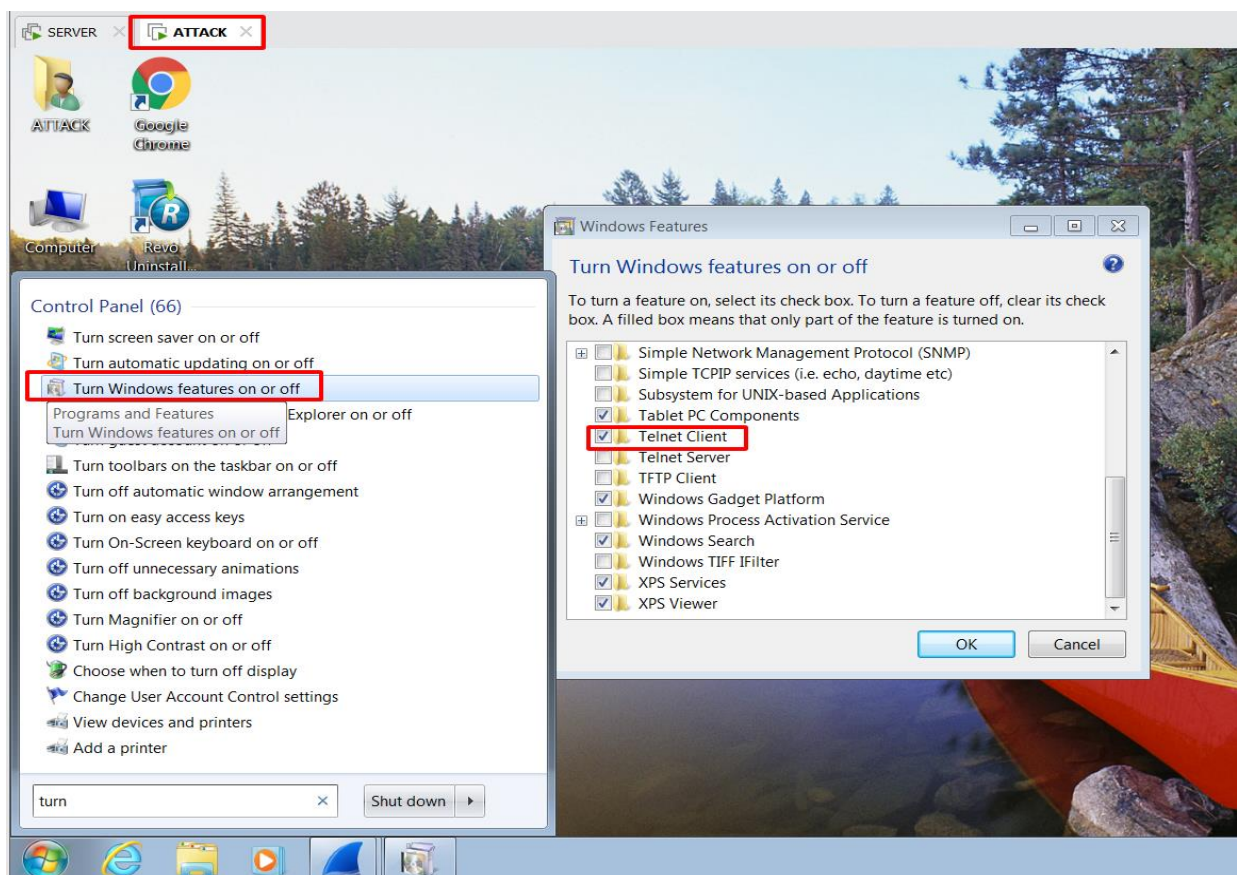 SERVER
ATTACK
ATTACK
Google
Chrome
Computer
Revo
Uninstall...
Windows Features
Turn Windows features on or off
To turn a feature on, select its check box. To turn a feature off, clear its check
box. A filled box means that only part of the feature is turned on.
Simple Network Management Protocol (SNMP)
Simple TCPIP services (i.e. echo, daytime etc)
Subsystem for UNIX-based Applications
Tablet PC Components
Telnet Client
Telnet Server
TFTP Client
Windows Gadget Platform
Windows Process Activation Service
Windows Search
Windows TIFF IFilter
XPS Services
XPS Viewer
OK
Cancel
Control Panel (66)
Turn screen saver on or off
Turn automatic updating on or off
Turn Windows features on or off
Programs and Features
Turn Windows features on or off
Explorer on or off
Turn toolbars on the taskbar on or off
Turn off automatic window arrangement
Turn on easy access keys
Turn On-Screen keyboard on or off
Turn off unnecessary animations
Turn off background images
Turn Magnifier on or off
Turn High Contrast on or off
Choose when to turn off display
Change User Account Control settings
View devices and printers
Add a printer
turn
Shut down